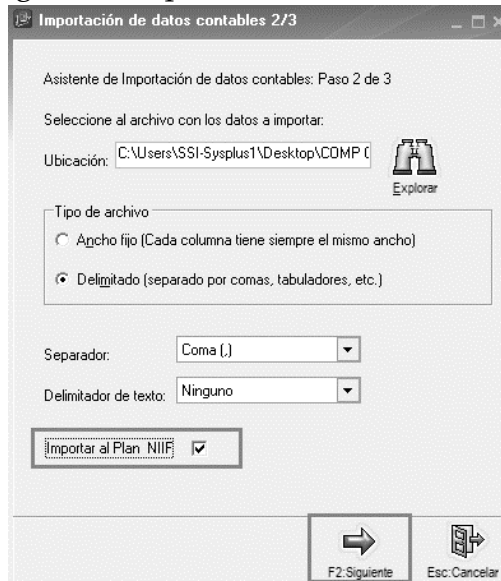 Importación de datos contables 2/3
Asistente de Importación de datos contables: Paso 2 de 3
Seleccione al archivo con los datos a importar:
Ubicación: C:\Users\SSI-Sysplus1\Desktop\COMP (
Explorar
Tipo de archivo
Ancho fijo (Cada columna tiene siempre el mismo ancho)
Delimitado (separado por comas, tabuladores, etc.)
Separador: Coma (,)
Delimitador de texto: Ninguno
Importar al Plan NIIF
F2:Siguiente Esc:Cancelar